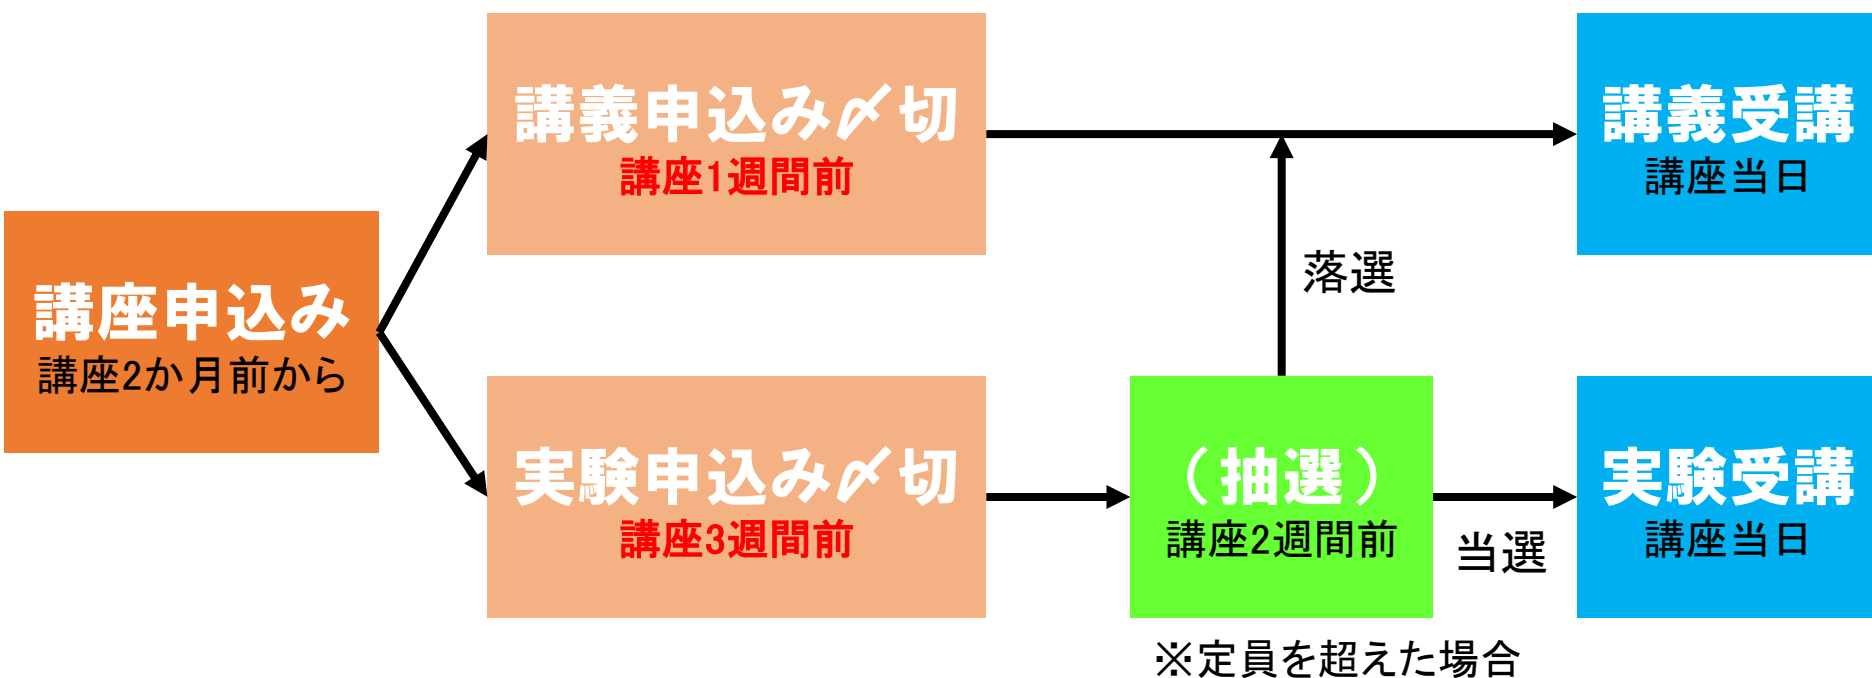 講座申込み
講座2か月前から
講義申込み〆切
講座1週間前
講義受講
講座当日
落選
実験申込み〆切
講座3週間前
（抽選）
講座2週間前
当選
実験受講
講座当日
※定員を超えた場合